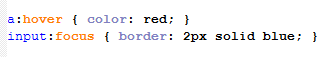 a:hover { color: red; }
input:focus { border: 2px solid blue; }